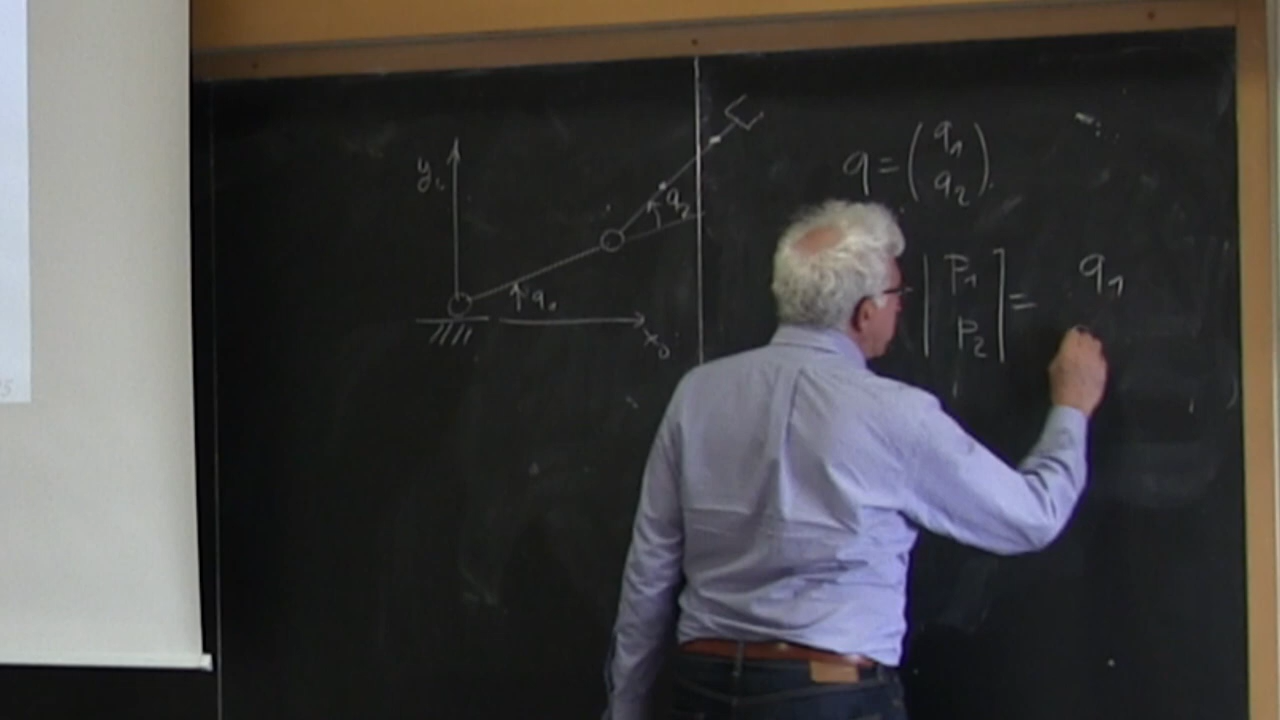 y₀
q₁
x₀
q₂
q = (q₁
q₂)
[p₁
p₂] = q₁